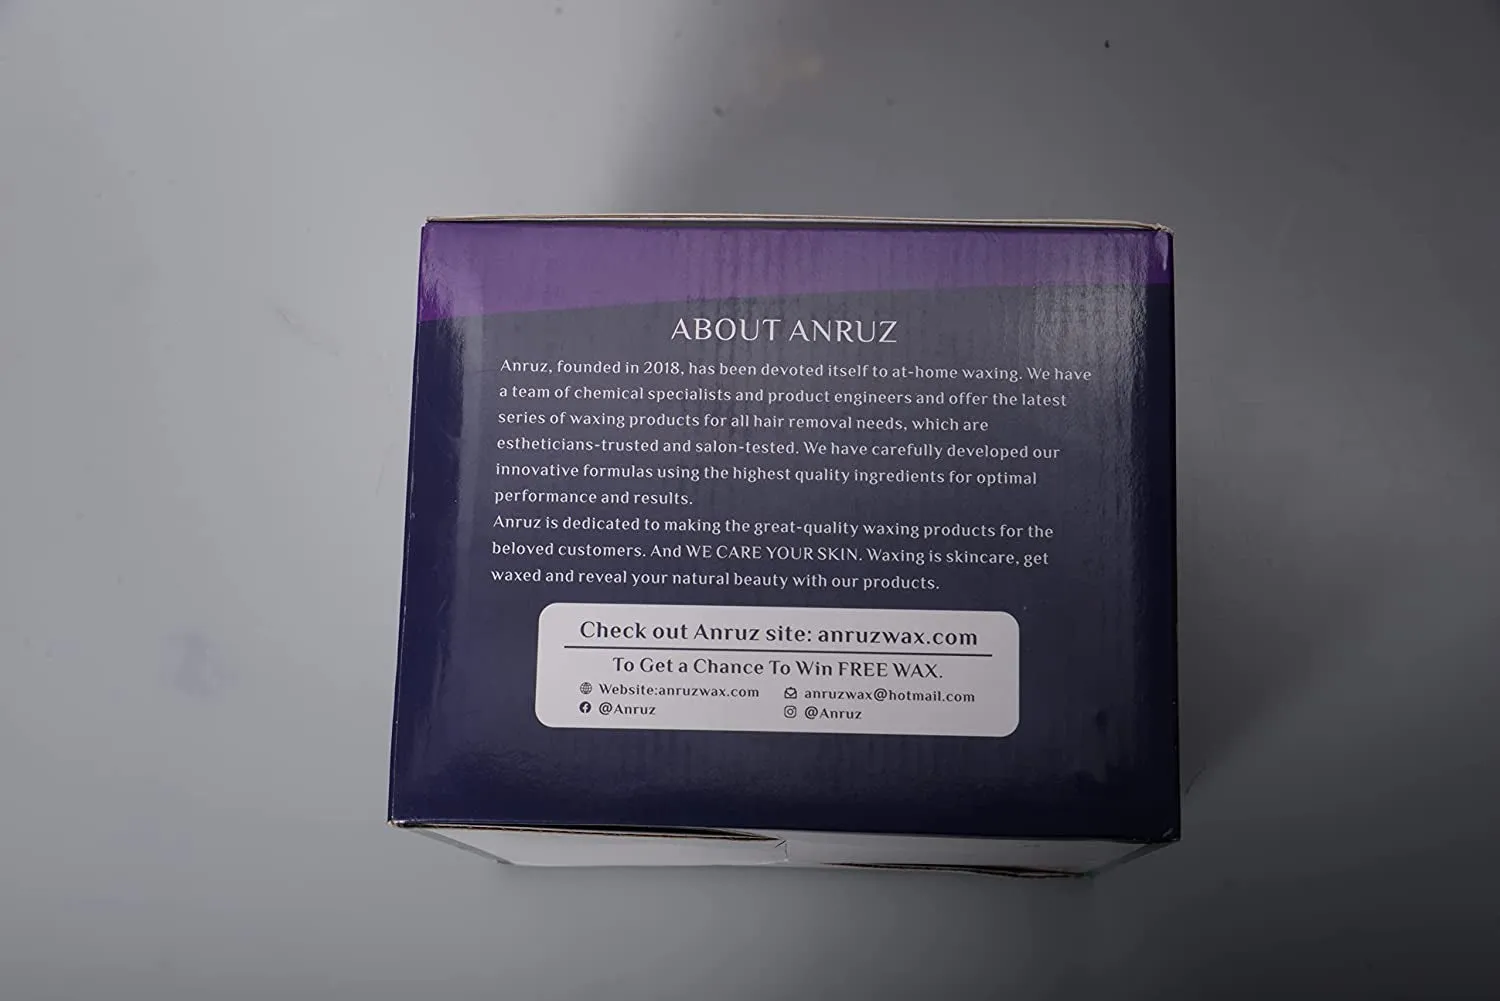 ABOUT ANRUZ
Anruz, founded in 2018, has been devoted itself to at-home waxing. We have
a team of chemical specialists and product engineers and offer the latest
series of waxing products for all hair removal needs, which are
estheticians-trusted and salon-tested. We have carefully developed our
innovative formulas using the highest quality ingredients for optimal
performance and results.
Anruz is dedicated to making the great-quality waxing products for the
beloved customers. And WE CARE YOUR SKIN. Waxing is skincare, get
waxed and reveal your natural beauty with our products.
Check out Anruz site: anruzwax.com
To Get a Chance To Win FREE WAX.
Website:anruzwax.com anruzwax@hotmail.com
@Anruz @Anruz